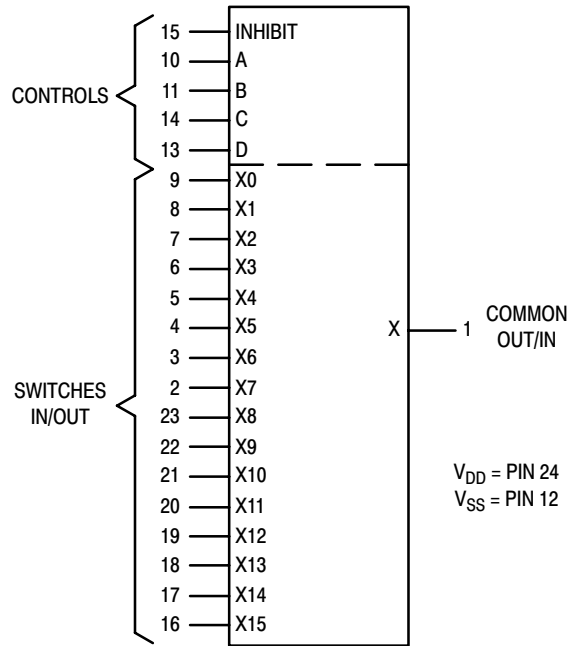 CONTROLS
15 INHIBIT
10 A
11 B
14 C
13 D
SWITCHES
IN/OUT
9 X0
8 X1
7 X2
6 X3
5 X4
4 X5
3 X6
2 X7
23 X8
22 X9
21 X10
20 X11
19 X12
18 X13
17 X14
16 X15
X 1
COMMON
OUT/IN
VDD = PIN 24
VSS = PIN 12